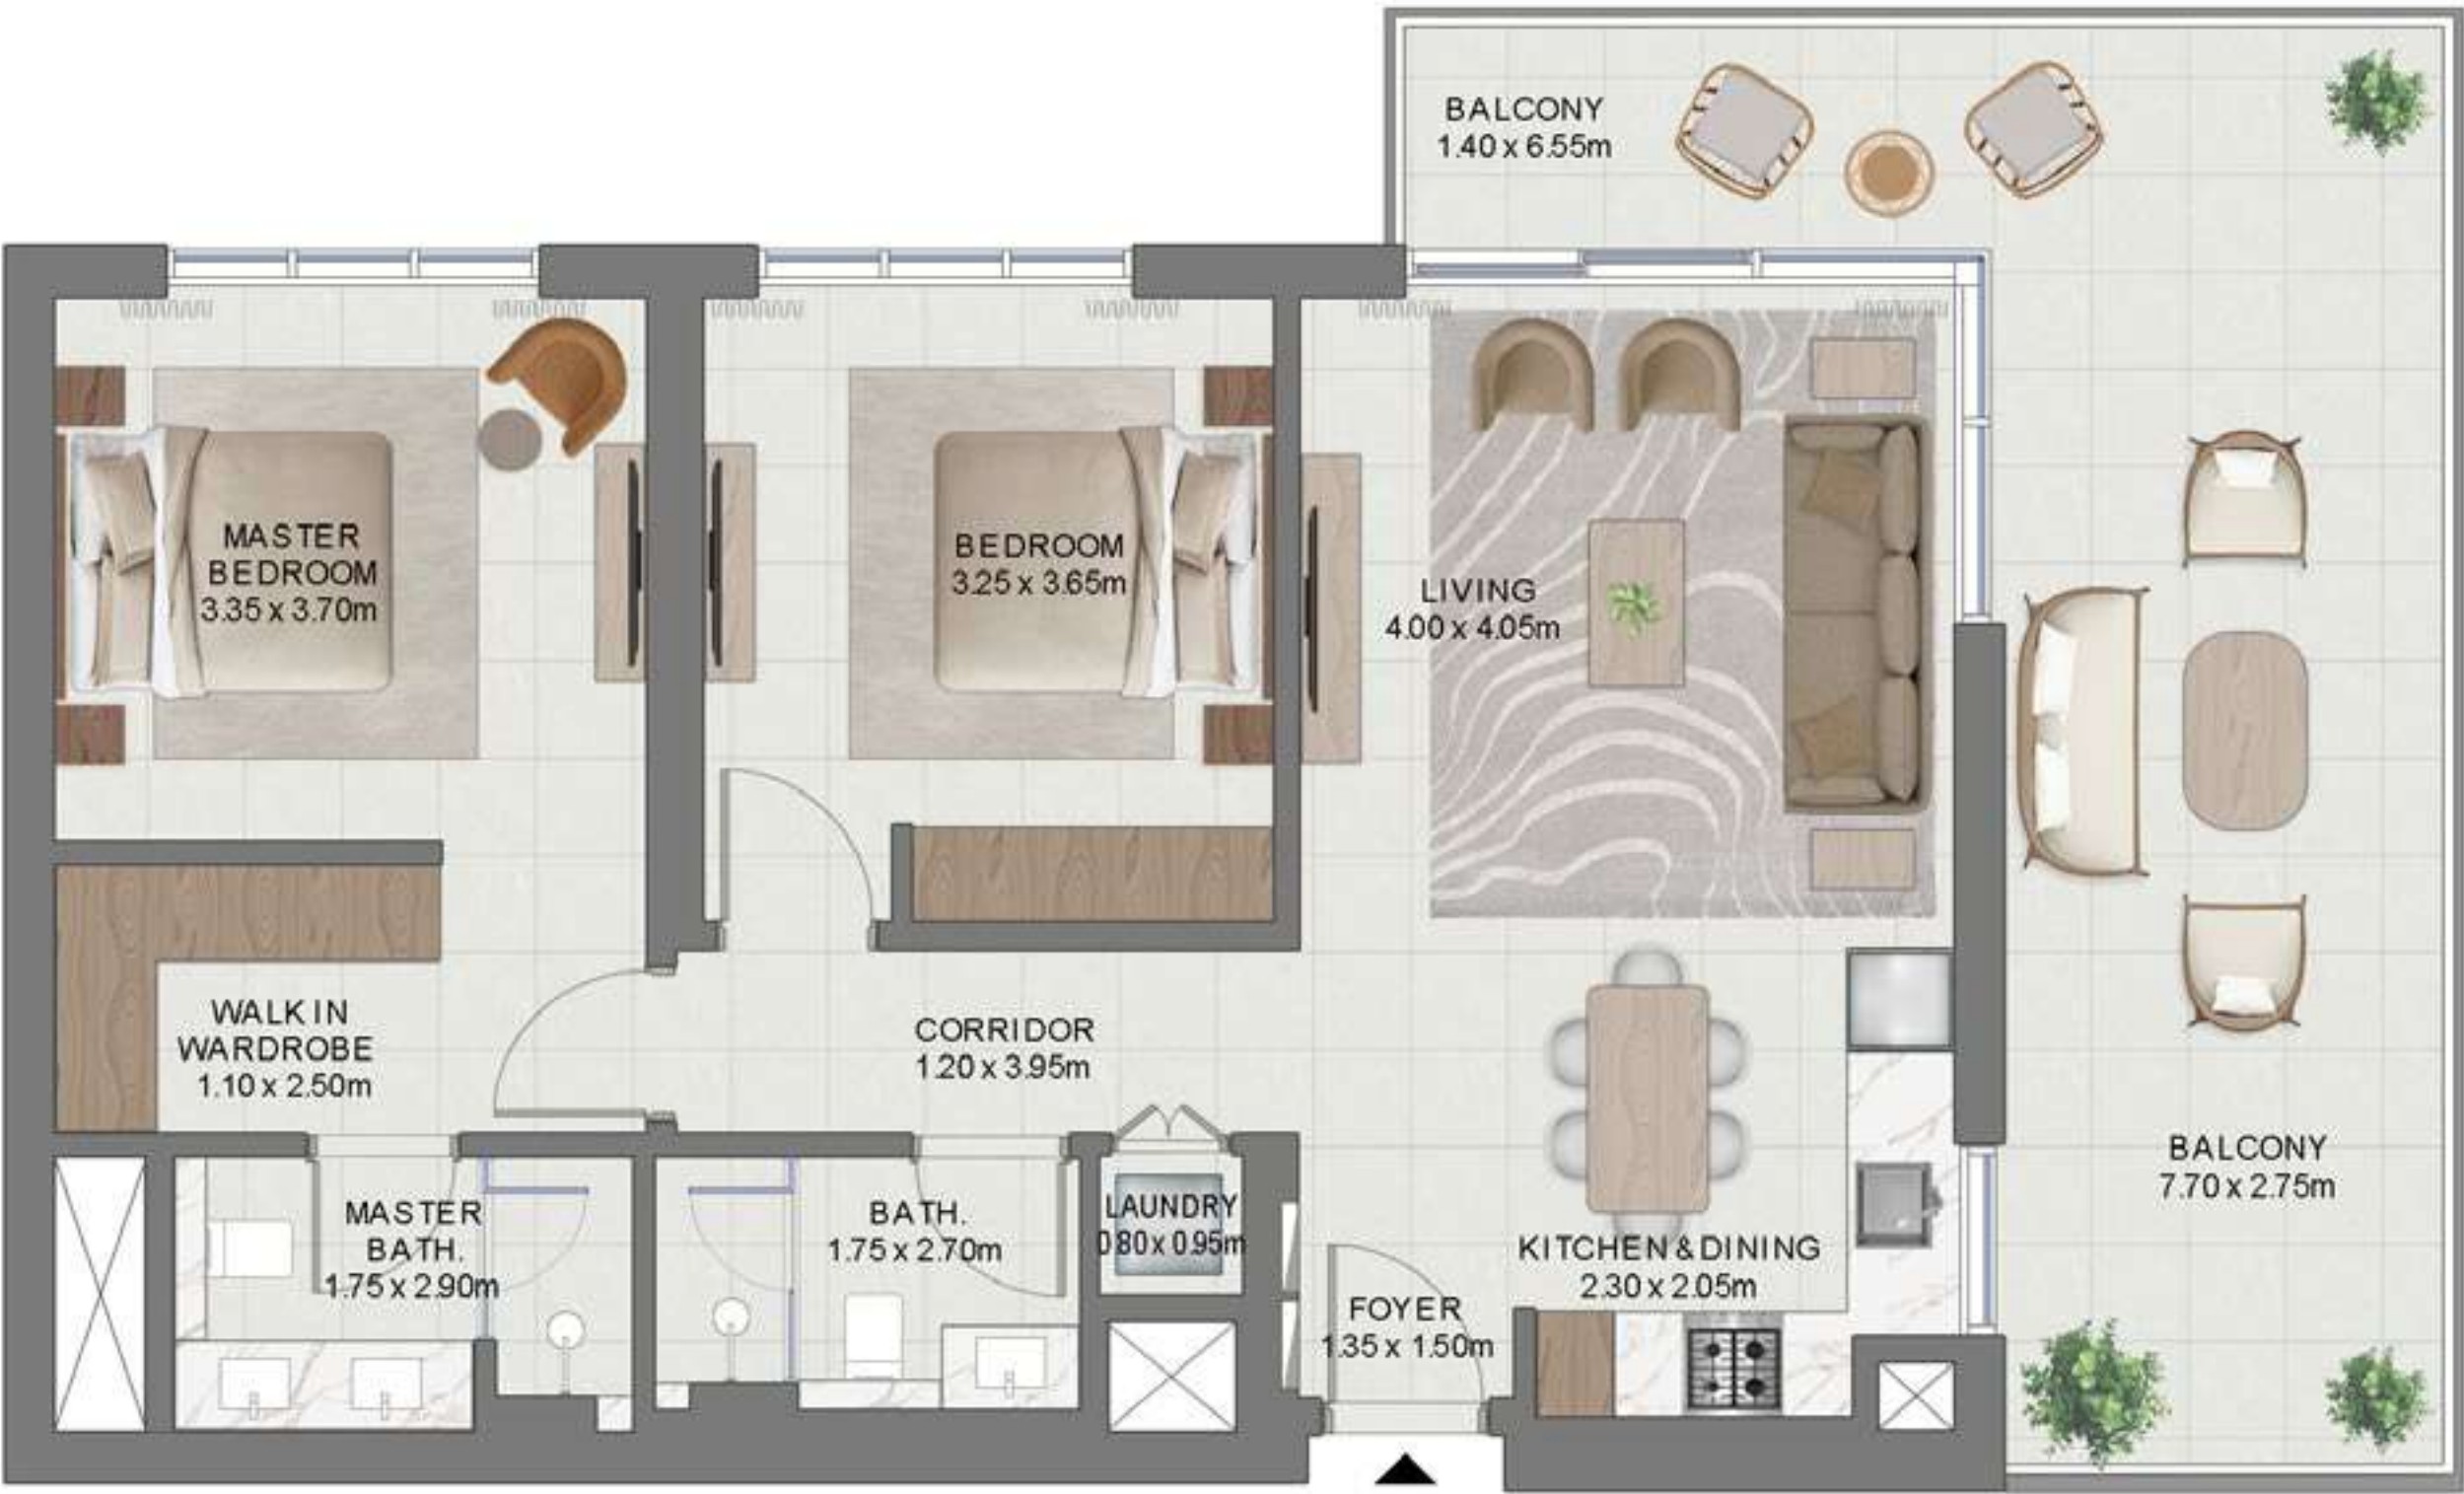 BALCONY
1.40 x 6.55m
MASTER
BEDROOM
3.35 x 3.70m
BEDROOM
3.25 x 3.65m
LIVING
4.00 x 4.05m
WALK IN
WARDROBE
1.10 x 2.50m
CORRIDOR
1.20 x 3.95m
BALCONY
7.70 x 2.75m
MASTER
BATH.
1.75 x 2.90m
BATH.
1.75 x 2.70m
LAUNDRY
0.80 x 0.95m
KITCHEN & DINING
2.30 x 2.05m
FOYER
1.35 x 1.50m